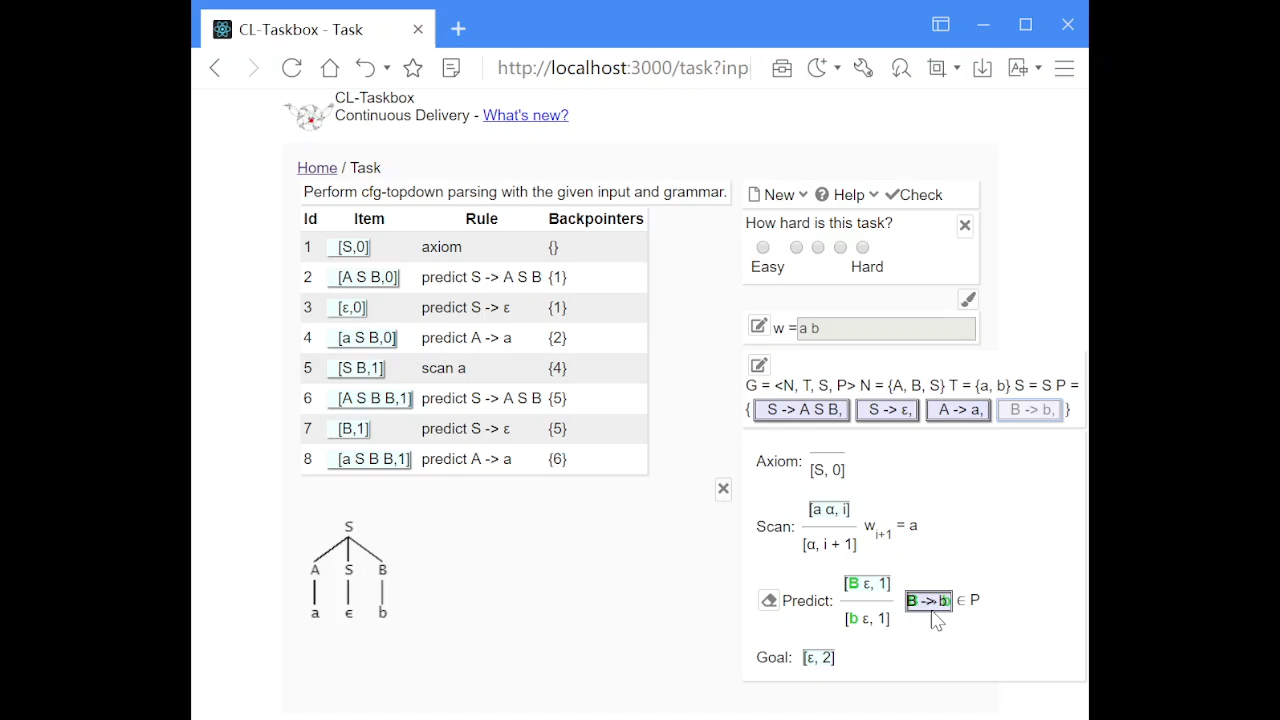 CL-Taskbox - Task
http://localhost:3000/task?inp
CL-Taskbox
Continuous Delivery - What's new?
Home / Task
Perform cfg-topdown parsing with the given input and grammar.
Id Item Rule Backpointers
1 [S,0] axiom {}
2 [A S B,0] predict S -> A S B {1}
3 [ε,0] predict S -> ε {1}
4 [a S B,0] predict A -> a {2}
5 [S B,1] scan a {4}
6 [A S B B,1] predict S -> A S B {5}
7 [B,1] predict S -> ε {5}
8 [a S B B,1] predict A -> a {6}
S
A S B
a ϵ b
New Help Check
How hard is this task?
Easy Hard
w = a b
G = <N, T, S, P> N = {A, B, S} T = {a, b} S = S P =
{ S -> A S B, S -> ε, A -> a, B -> b, }
Axiom: [S, 0]
[a α, i]
Scan: w i+1 = a
[α, i + 1]
[B ε, 1]
Predict: B -> b ∈ P
[b ε, 1]
Goal: [ε, 2]